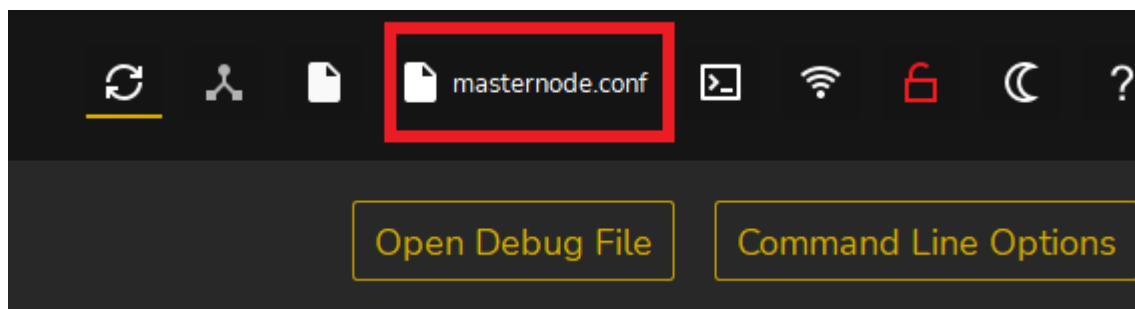 masternode.conf
?
Open Debug File
Command Line Options